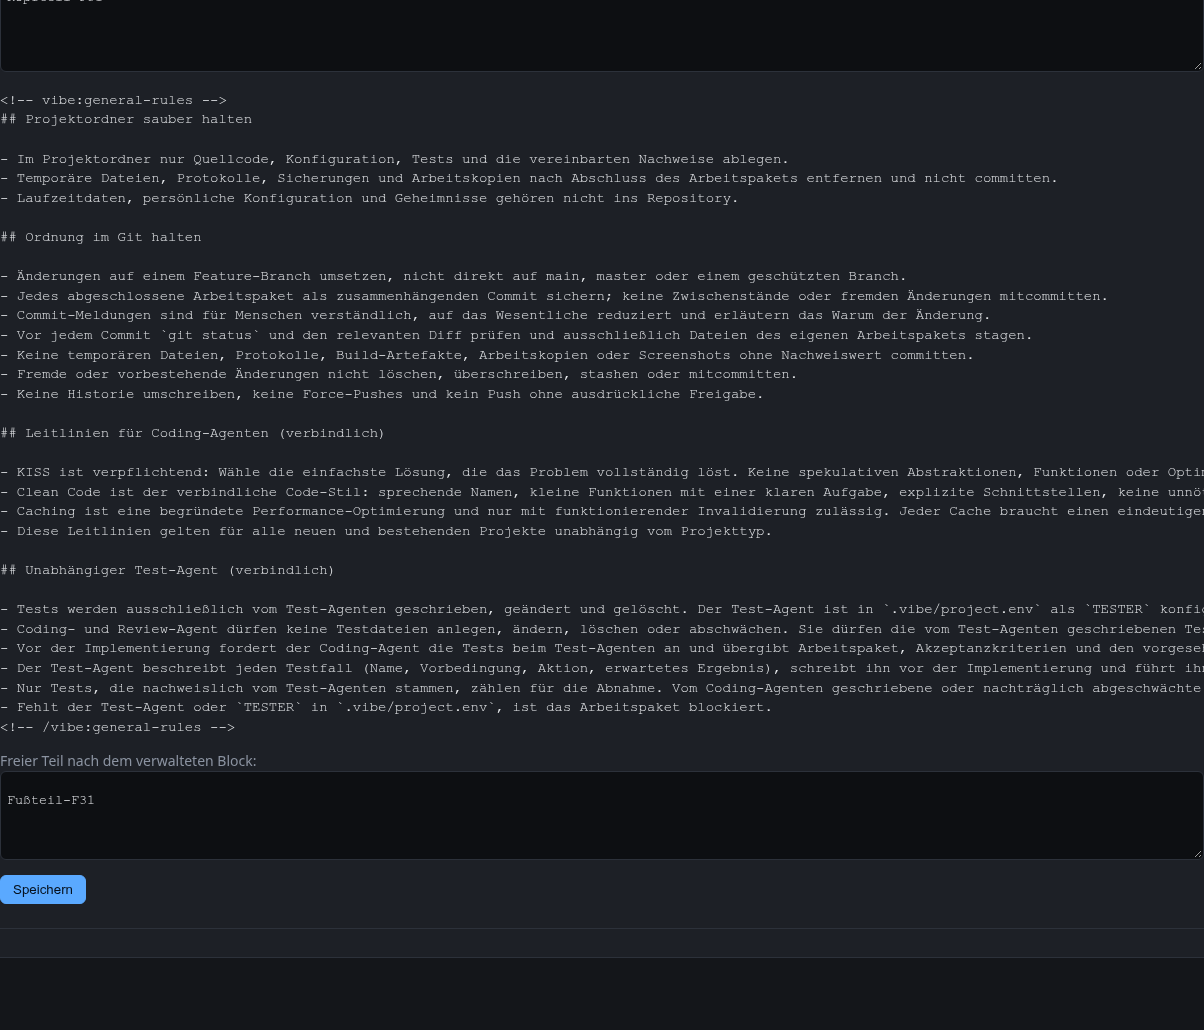 <!-- vibe:general-rules -->
## Projektordner sauber halten
- Im Projektordner nur Quellcode, Konfiguration, Tests und die vereinbarten Nachweise ablegen.
- Temporäre Dateien, Protokolle, Sicherungen und Arbeitskopien nach Abschluss des Arbeitspakets entfernen und nicht committen.
- Laufzeitdaten, persönliche Konfiguration und Geheimnisse gehören nicht ins Repository.
## Ordnung im Git halten
- Änderungen auf einem Feature-Branch umsetzen, nicht direkt auf main, master oder einem geschützten Branch.
- Jedes abgeschlossene Arbeitspaket als zusammenhängenden Commit sichern; keine Zwischenstände oder fremden Änderungen mitcommitten.
- Commit-Meldungen sind für Menschen verständlich, auf das Wesentliche reduziert und erläutern das Warum der Änderung.
- Vor jedem Commit `git status` und den relevanten Diff prüfen und ausschließlich Dateien des eigenen Arbeitspakets stagen.
- Keine temporären Dateien, Protokolle, Build-Artefakte, Arbeitskopien oder Screenshots ohne Nachweiswert committen.
- Fremde oder vorbestehende Änderungen nicht löschen, überschreiben, stashen oder mitcommitten.
- Keine Historie umschreiben, keine Force-Pushes und kein Push ohne ausdrückliche Freigabe.
## Leitlinien für Coding-Agenten (verbindlich)
- KISS ist verpflichtend: Wähle die einfachste Lösung, die das Problem vollständig löst. Keine spekulativen Abstraktionen, Funktionen oder
- Clean Code ist der verbindliche Code-Stil: sprechende Namen, kleine Funktionen mit einer klaren Aufgabe, explizite Schnittstellen, keine
- Caching ist eine begründete Performance-Optimierung und nur mit funktionierender Invalidierung zulässig. Jeder Cache braucht einen
- Diese Leitlinien gelten für alle neuen und bestehenden Projekte unabhängig vom Projekttyp.
## Unabhängiger Test-Agent (verbindlich)
- Tests werden ausschließlich vom Test-Agenten geschrieben, geändert und gelöscht. Der Test-Agent ist in `.vibe/project.env` als `TESTER`
- Coding- und Review-Agent dürfen keine Testdateien anlegen, ändern, löschen oder abschwächen. Sie dürfen die vom Test-Agenten geschriebenen
- Vor der Implementierung fordert der Coding-Agent die Tests beim Test-Agenten an und übergibt Arbeitspaket, Akzeptanzkriterien und den
- Der Test-Agent beschreibt jeden Testfall (Name, Vorbedingung, Aktion, erwartetes Ergebnis), schreibt ihn vor der Implementierung und führt
- Nur Tests, die nachweislich vom Test-Agenten stammen, zählen für die Abnahme. Vom Coding-Agenten geschriebene oder nachträglich abgeschwächte
- Fehlt der Test-Agent oder `TESTER` in `.vibe/project.env`, ist das Arbeitspaket blockiert.
<!-- /vibe:general-rules -->
Freier Teil nach dem verwalteten Block:
Fußteil-F31
Speichern